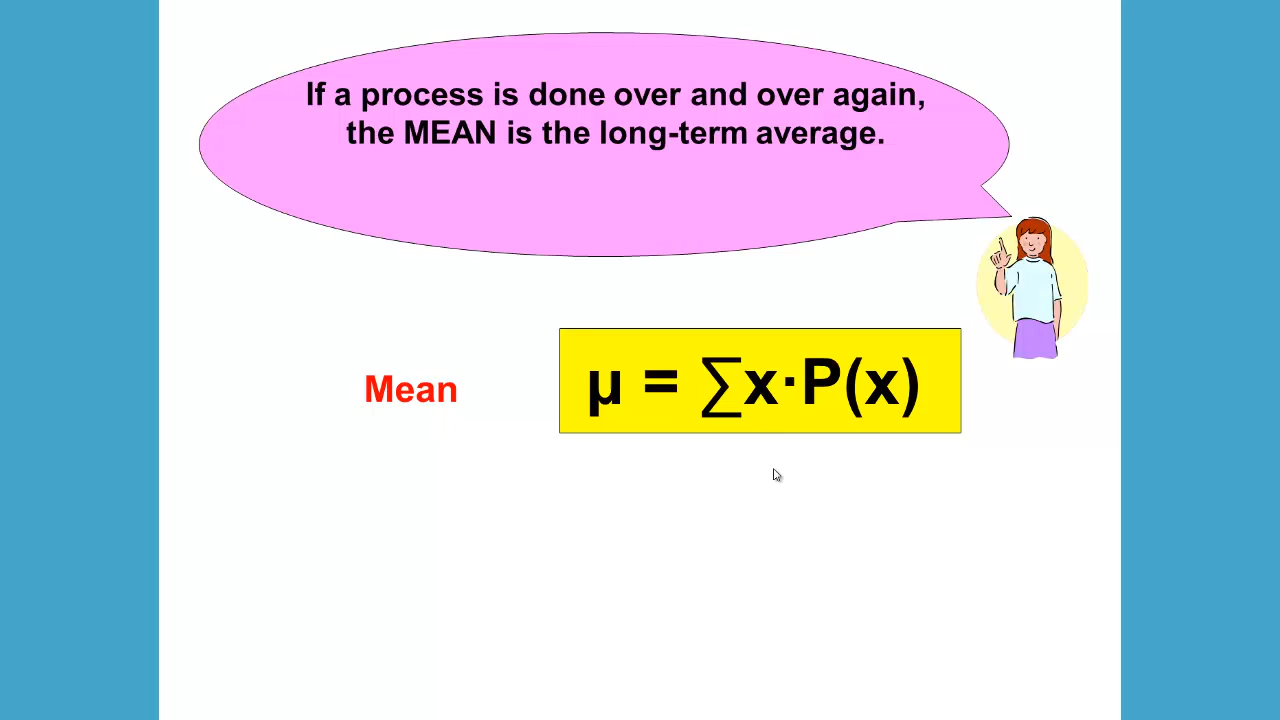 If a process is done over and over again,
the MEAN is the long-term average.
Mean
µ = ∑x·P(x)